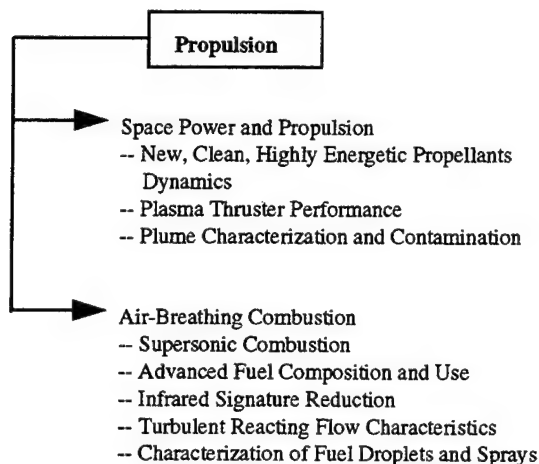 Propulsion
Space Power and Propulsion
-- New, Clean, Highly Energetic Propellants
Dynamics
-- Plasma Thruster Performance
-- Plume Characterization and Contamination
Air-Breathing Combustion
-- Supersonic Combustion
-- Advanced Fuel Composition and Use
-- Infrared Signature Reduction
-- Turbulent Reacting Flow Characteristics
-- Characterization of Fuel Droplets and Sprays